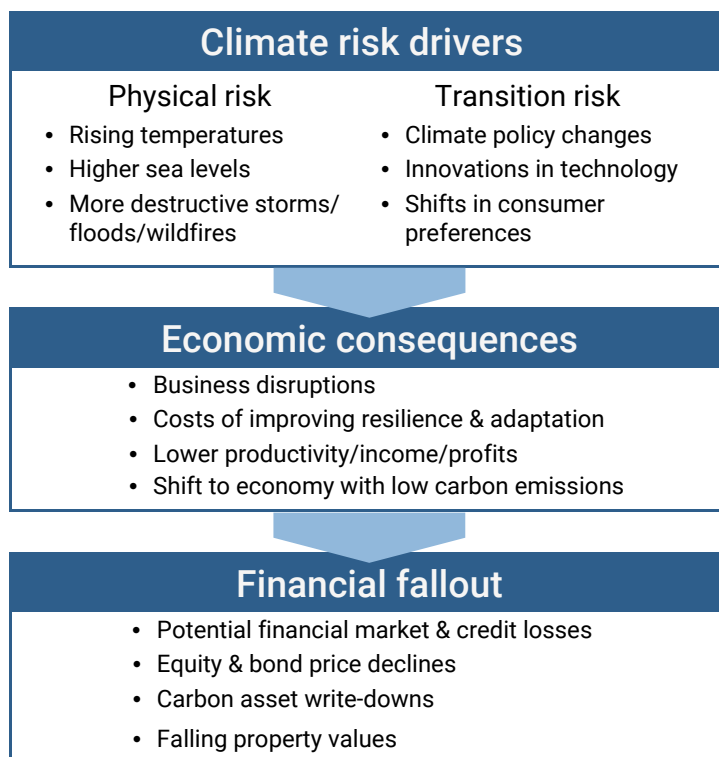 Climate risk drivers
Physical risk
• Rising temperatures
• Higher sea levels
• More destructive storms/
floods/wildfires
Transition risk
• Climate policy changes
• Innovations in technology
• Shifts in consumer
preferences
Economic consequences
• Business disruptions
• Costs of improving resilience & adaptation
• Lower productivity/income/profits
• Shift to economy with low carbon emissions
Financial fallout
• Potential financial market & credit losses
• Equity & bond price declines
• Carbon asset write-downs
• Falling property values